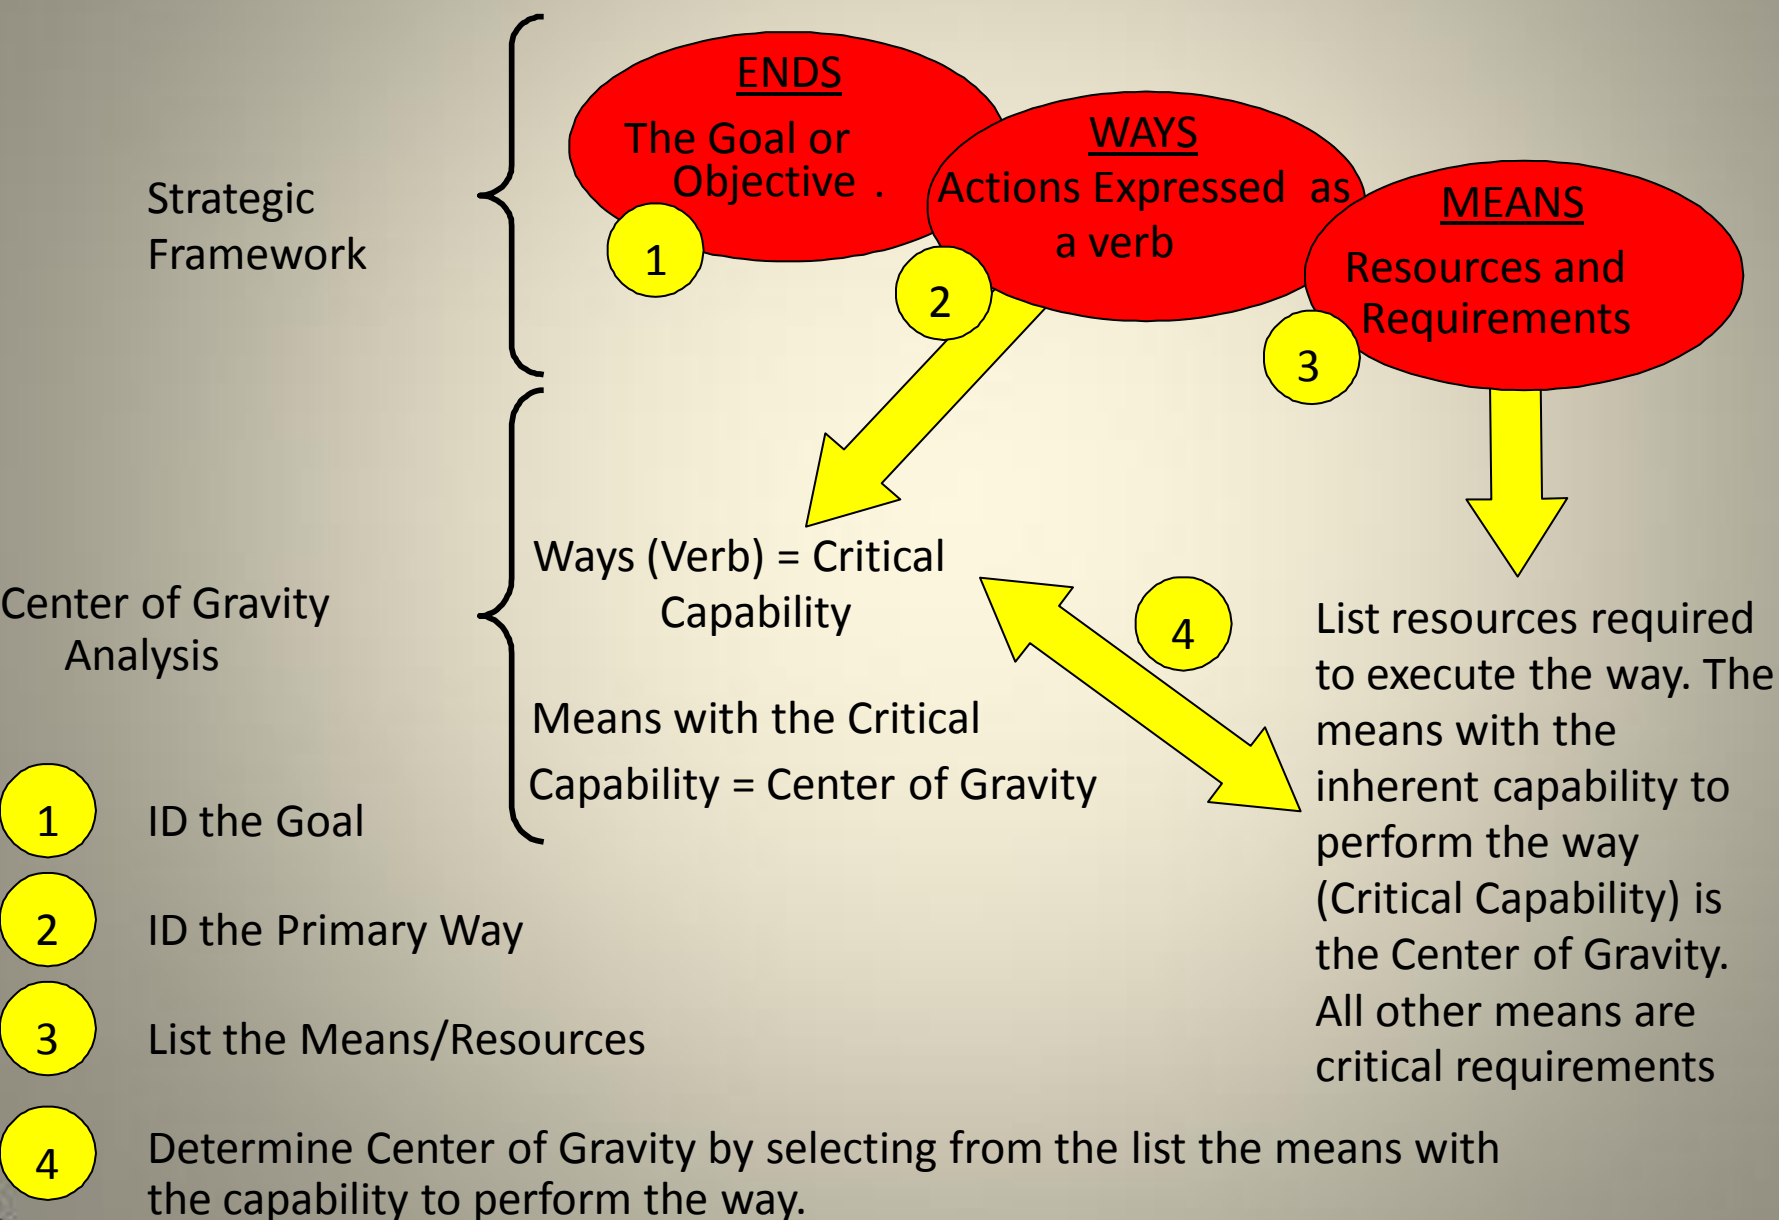 ENDS
The Goal or
Objective .
1
WAYS
Actions Expressed as
a verb
2
MEANS
Resources and
Requirements
3
Strategic
Framework
Center of Gravity
Analysis
Ways (Verb) = Critical
Capability
Means with the Critical
Capability = Center of Gravity
4
List resources required
to execute the way. The
means with the
inherent capability to
perform the way
(Critical Capability) is
the Center of Gravity.
All other means are
critical requirements
1
ID the Goal
2
ID the Primary Way
3
List the Means/Resources
4
Determine Center of Gravity by selecting from the list the means with
the capability to perform the way.